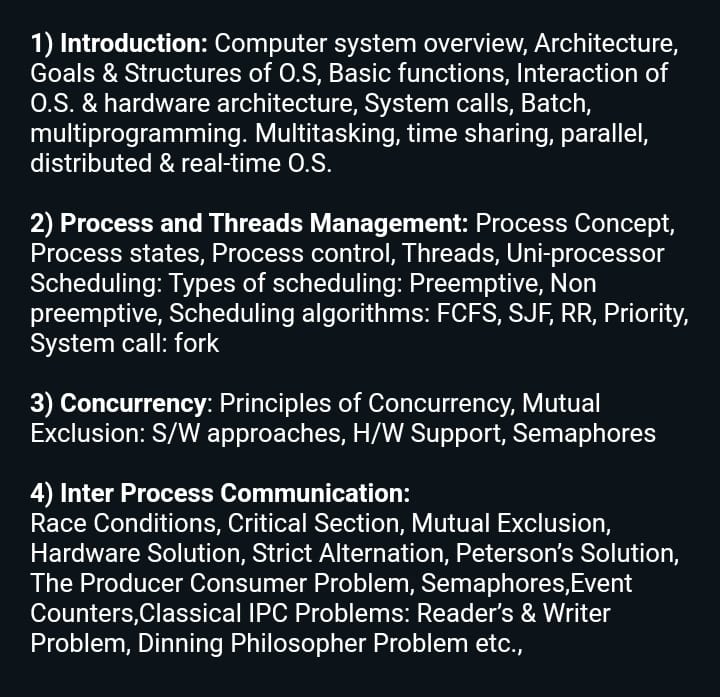 1) Introduction: Computer system overview, Architecture,
Goals & Structures of O.S, Basic functions, Interaction of
O.S. & hardware architecture, System calls, Batch,
multiprogramming. Multitasking, time sharing, parallel,
distributed & real-time O.S.
2) Process and Threads Management: Process Concept,
Process states, Process control, Threads, Uni-processor
Scheduling: Types of scheduling: Preemptive, Non
preemptive, Scheduling algorithms: FCFS, SJF, RR, Priority,
System call: fork
3) Concurrency: Principles of Concurrency, Mutual
Exclusion: S/W approaches, H/W Support, Semaphores
4) Inter Process Communication:
Race Conditions, Critical Section, Mutual Exclusion,
Hardware Solution, Strict Alternation, Peterson’s Solution,
The Producer Consumer Problem, Semaphores,Event
Counters,Classical IPC Problems: Reader’s & Writer
Problem, Dinning Philosopher Problem etc.,